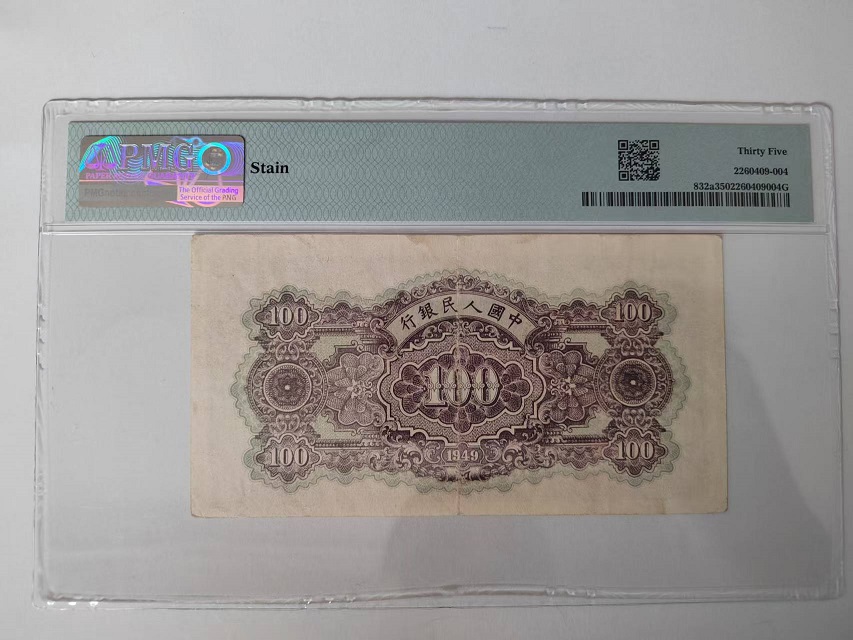 PMG
PAPER
The Official Grading
Service of the PNG
Stain
Thirty Five
2260409-004
832a3502260409004G
行銀民人國中
100
100
100
1949
100
100